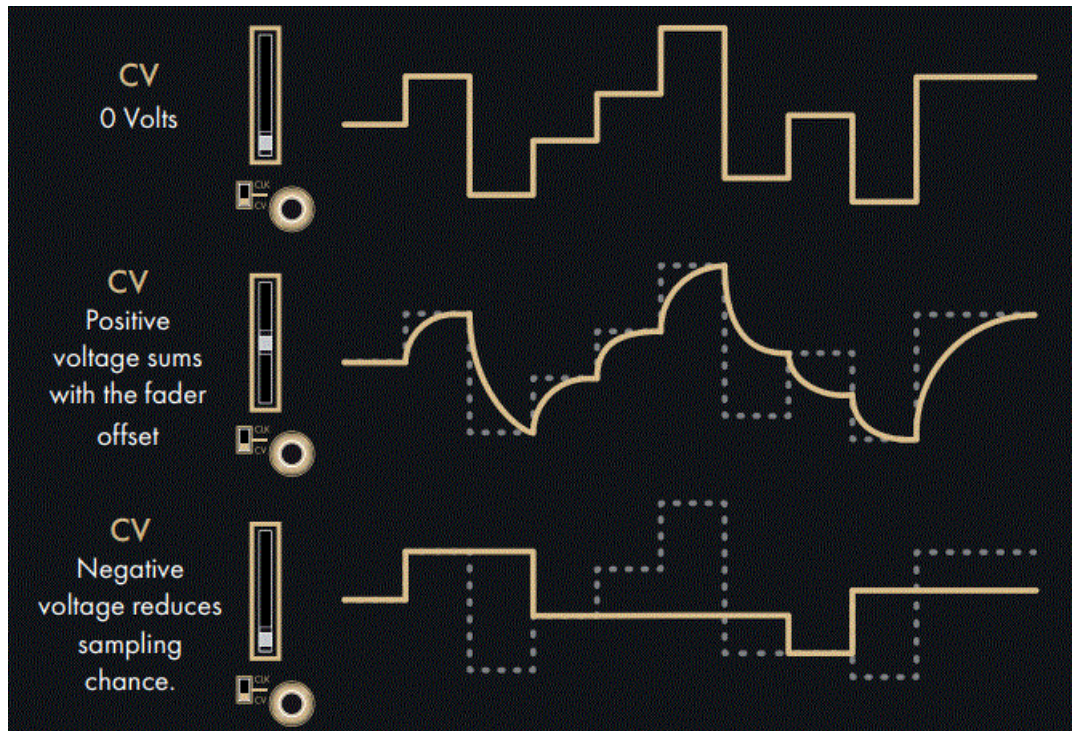 CV
0 Volts
CLK
CV
CV
Positive
voltage sums
with the fader
offset
CLK
CV
CV
Negative
voltage reduces
sampling
chance.
CLK
CV